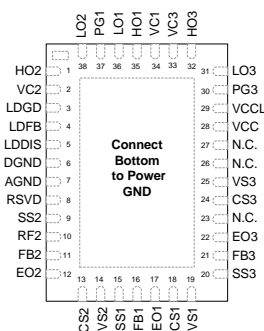 LO2
PG1
LO1
HO1
VC1
VC3
HO3
38
37
36
35
34
33
32
HO2 1
VC2 2
LDGD 3
LDFB 4
LDDIS 5
DGND 6
AGND 7
RSVD 8
SS2 9
RF2 10
FB2 11
EO2 12
Connect
Bottom
to Power
GND
31 LO3
30 PG3
29 VCCL
28 VCC
27 N.C.
26 N.C.
25 VS3
24 CS3
23 N.C.
22 EO3
21 FB3
20 SS3
13
14
15
16
17
18
19
CS2
VS2
SS1
FB1
EO1
CS1
VS1